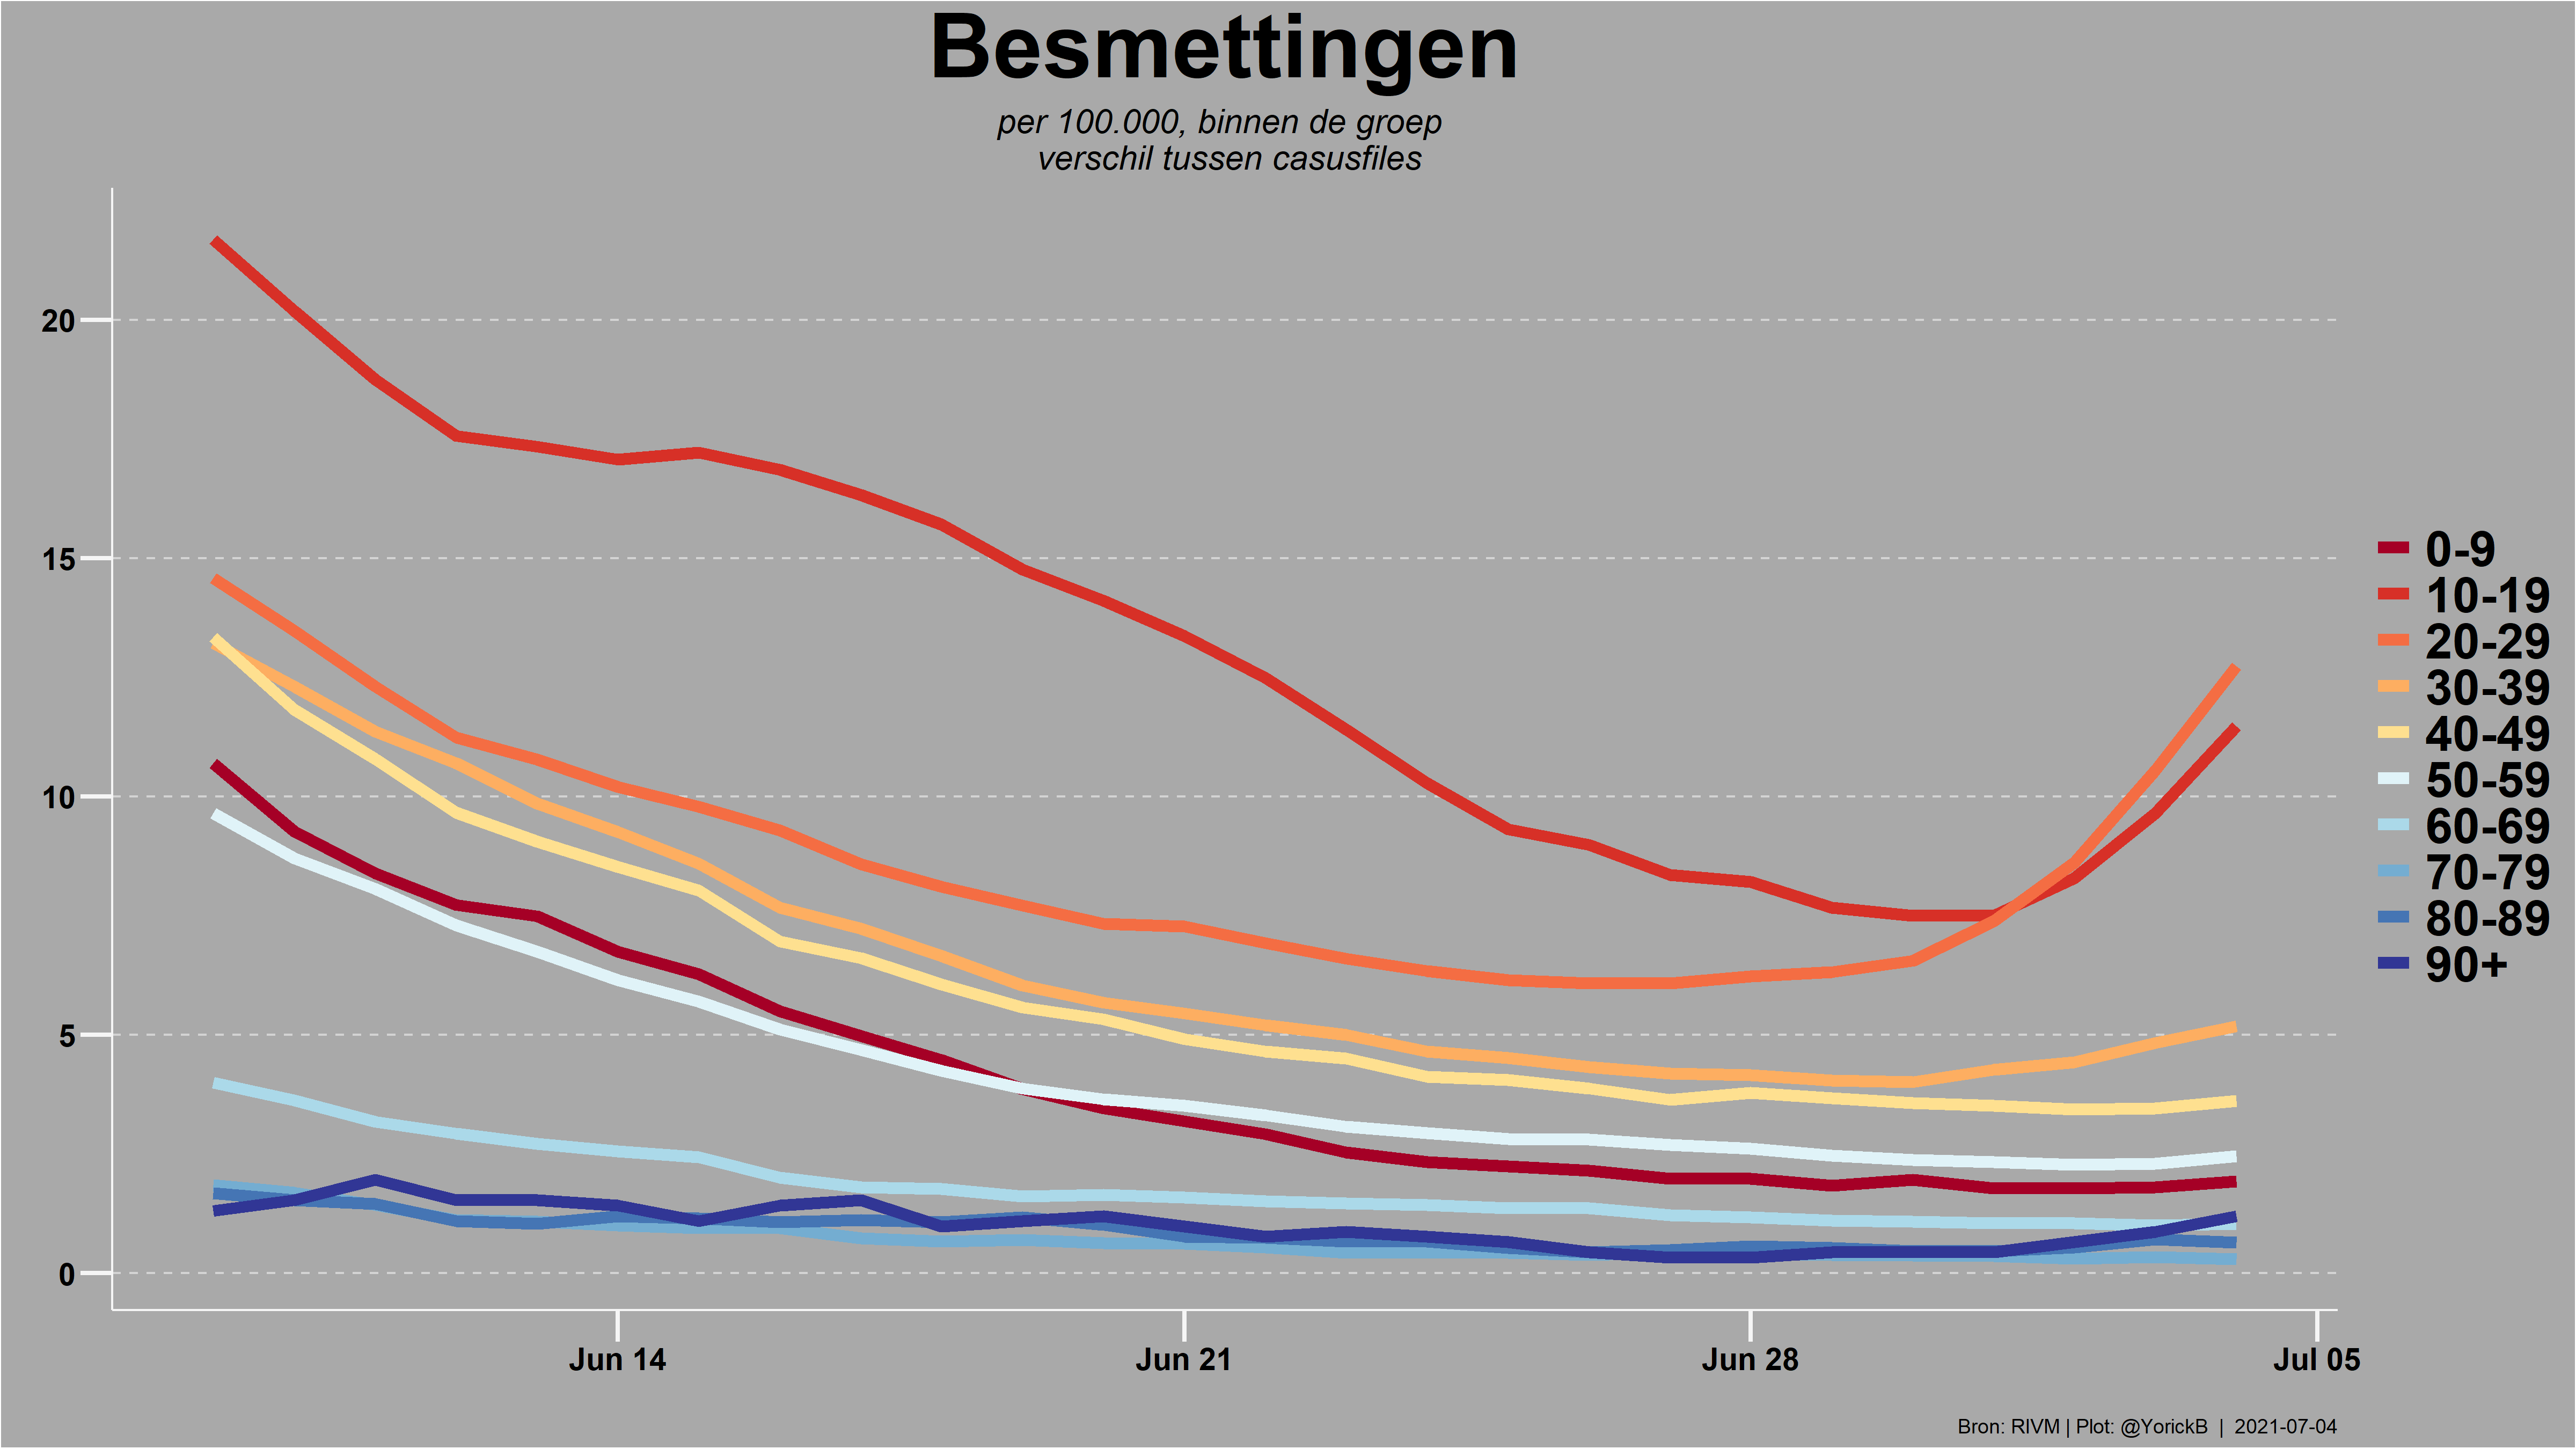 Besmettingen
per 100.000, binnen de groep
verschil tussen casusfiles
20
15
10
5
0
Jun 14
Jun 21
Jun 28
Jul 05
0-9
10-19
20-29
30-39
40-49
50-59
60-69
70-79
80-89
90+
Bron: RIVM | Plot: @YorickB | 2021-07-04